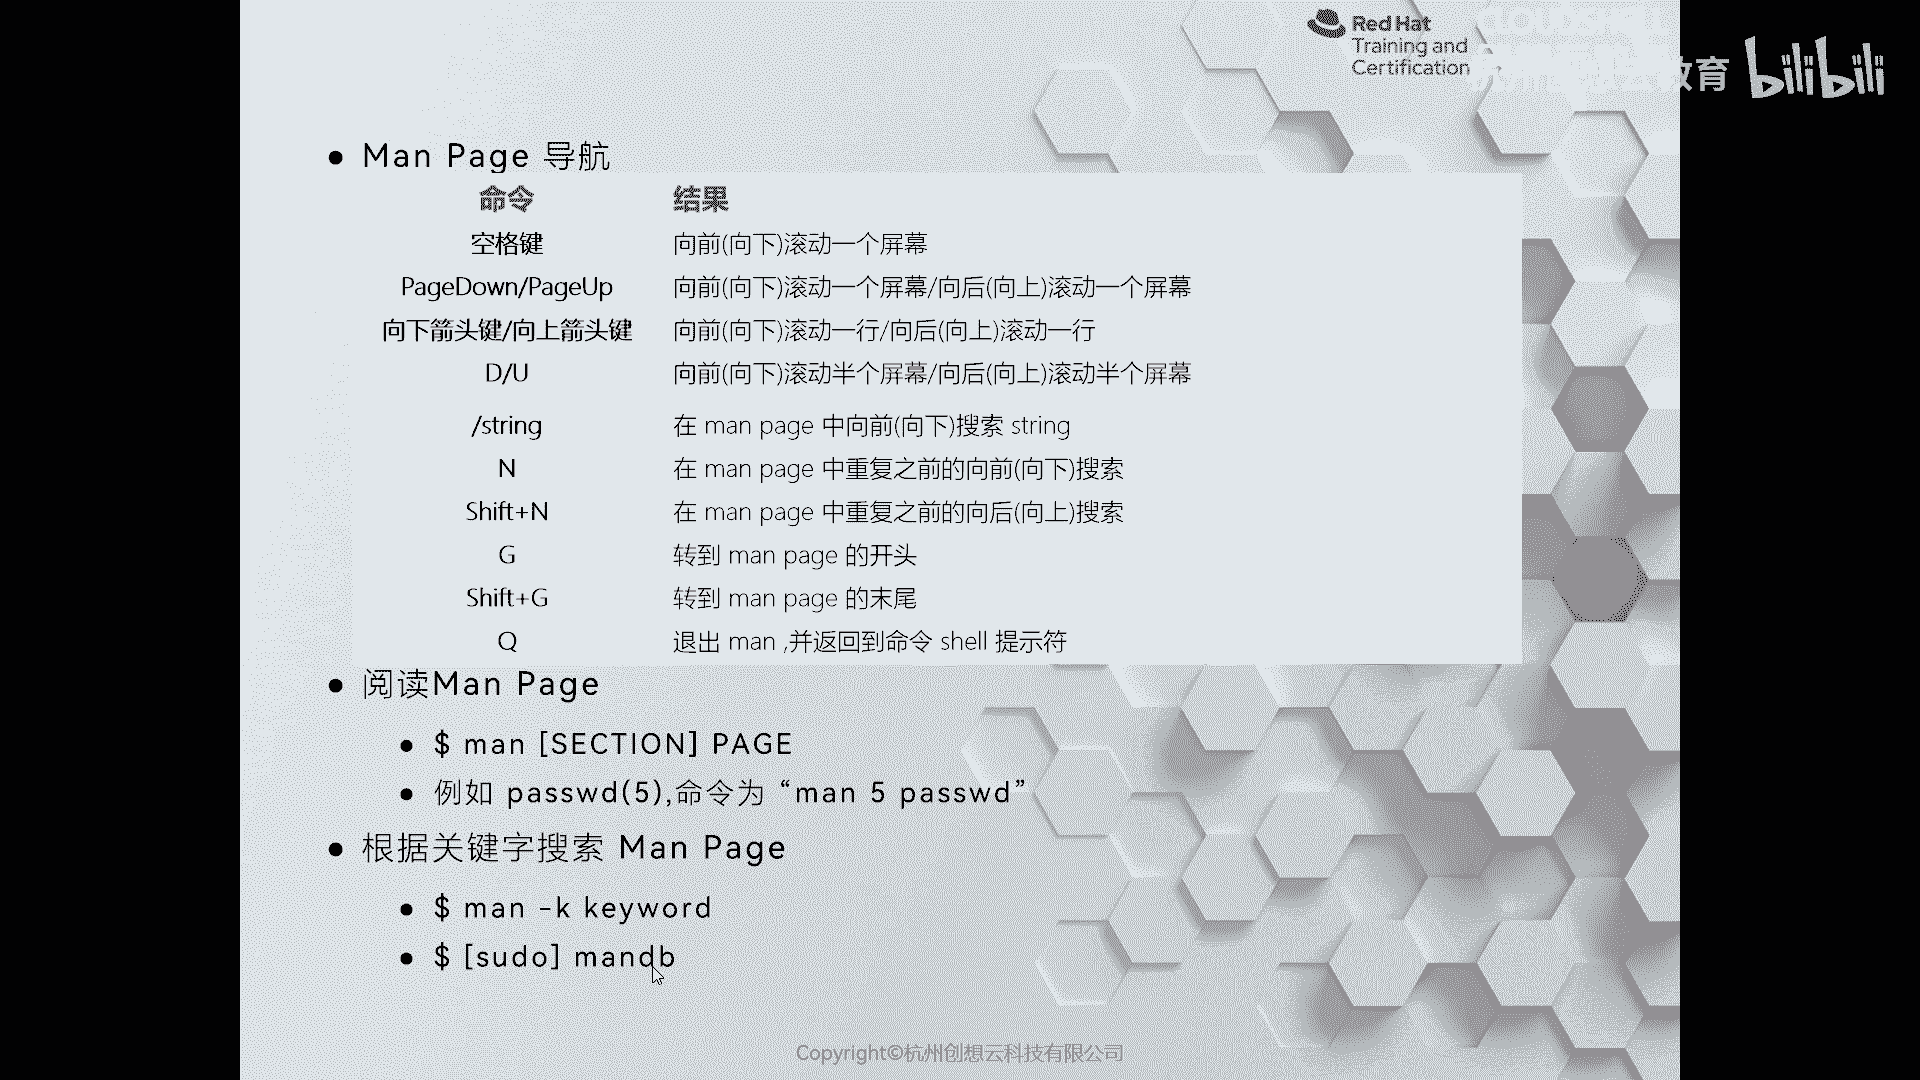 Red Hat
Training and
Certification
教育 bilibili
● Man Page 导航
命令 结果
空格键 向前(向下)滚动一个屏幕
PageDown/PageUp 向前(向下)滚动一个屏幕/向后(向上)滚动一个屏幕
向下箭头键/向上箭头键 向前(向下)滚动一行/向后(向上)滚动一行
D/U 向前(向下)滚动半个屏幕/向后(向上)滚动半个屏幕
/string 在 man page 中向前(向下)搜索 string
N 在 man page 中重复之前的向前(向下)搜索
Shift+N 在 man page 中重复之前的向后(向上)搜索
G 转到 man page 的开头
Shift+G 转到 man page 的末尾
Q 退出 man ,并返回到命令 shell 提示符
● 阅读Man Page
● $ man [SECTION] PAGE
● 例如 passwd(5),命令为 “man 5 passwd”
● 根据关键字搜索 Man Page
● $ man -k keyword
● $ [sudo] mandb
Copyright©杭州创想云科技有限公司